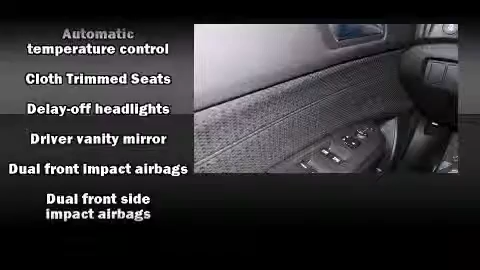 Automatic
temperature control
Cloth Trimmed Seats
Delay-off headlights
Driver vanity mirror
Dual front impact airbags
Dual front side
impact airbags